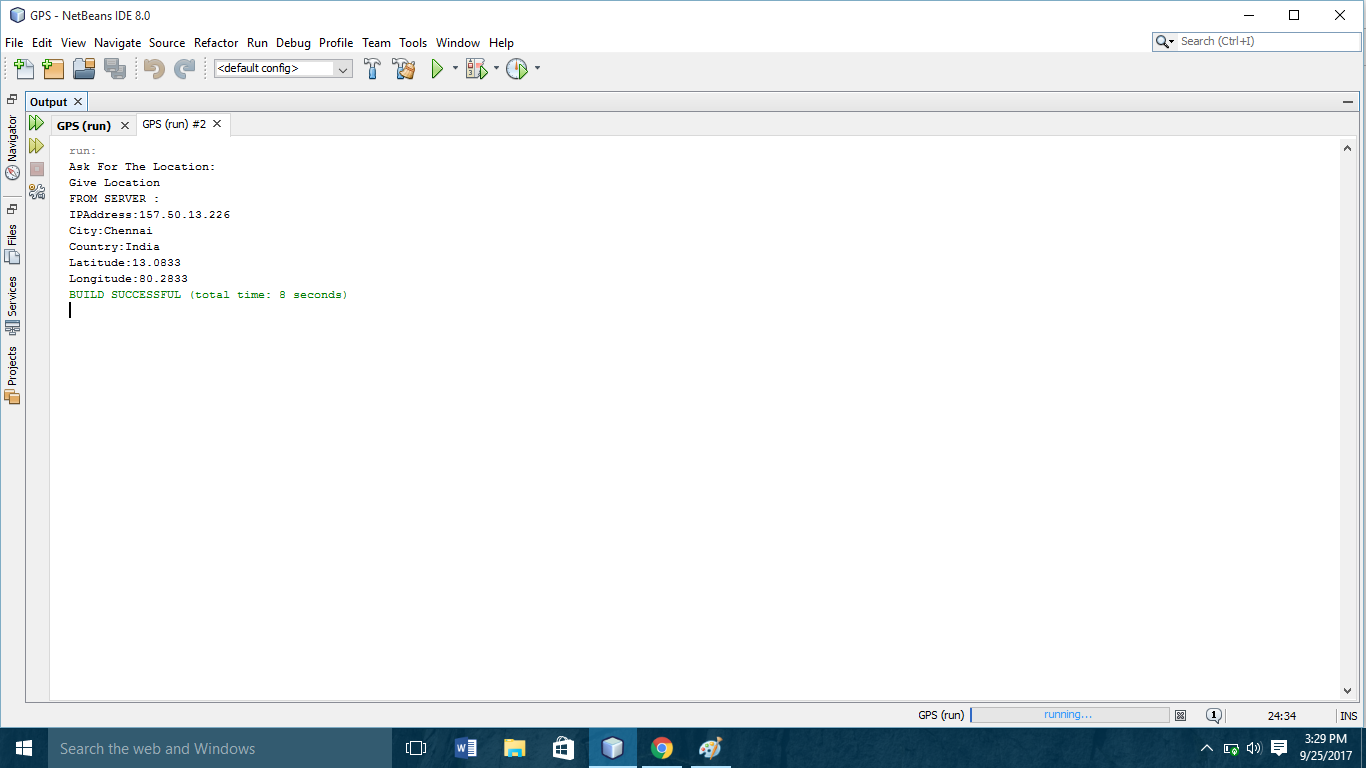 GPS - NetBeans IDE 8.0
File Edit View Navigate Source Refactor Run Debug Profile Team Tools Window Help
Search (Ctrl+I)
<default config>
Output
GPS (run)
GPS (run) #2
Navigator
Files
Services
Projects
run:
Ask For The Location:
Give Location
FROM SERVER :
IPAddress:157.50.13.226
City:Chennai
Country:India
Latitude:13.0833
Longitude:80.2833
BUILD SUCCESSFUL (total time: 8 seconds)
GPS (run) running... 1 24:34 INS
Search the web and Windows
3:29 PM
9/25/2017